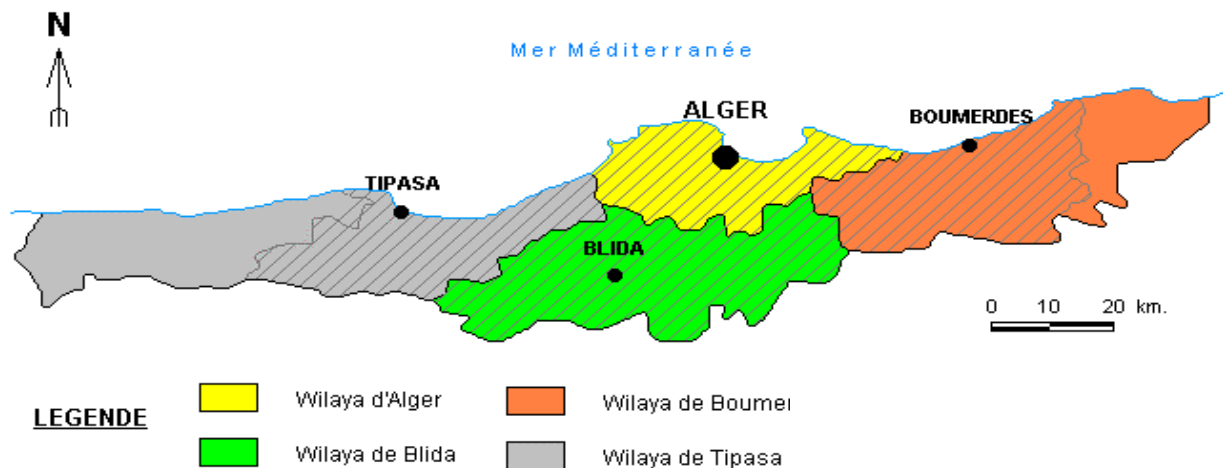 N
Mer Méditerranée
ALGER
BOUMERDES
TIPASA
BLIDA
0 10 20 km.
LEGENDE
Wilaya d'Alger
Wilaya de Boumer
Wilaya de Blida
Wilaya de Tipasa